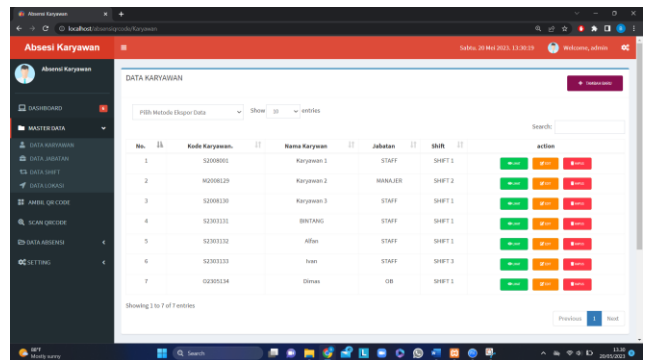 Absensi Karyawan
localhost/absensiqrcode/Karyawan
Absesi Karyawan
Sabtu, 20 Mei 2023, 13:30:19
Welcome, admin
Absensi Karyawan
DATA KARYAWAN
DASHBOARD
Pilih Metode Ekspor Data
Show 10 entries
MASTER DATA
Search:
DATA KARYAWAN
No. Kode Karyawan. Nama Karywan Jabatan Shift action
DATA JABATAN
DATA SHIFT
DATA LOKASI
AMBIL QR CODE
SCAN QRCODE
DATA ABSENSI
SETTING
1 S2008001 Karyawan 1 STAFF SHIFT 1
2 M2008129 Karyawan 2 MANAJER SHIFT 2
3 S2008130 Karyawan 3 STAFF SHIFT 1
4 S2303131 BINTANG STAFF SHIFT 1
5 S2303132 Alfan STAFF SHIFT 1
6 S2303133 Ivan STAFF SHIFT 3
7 O2305134 Dimas OB SHIFT 1
Showing 1 to 7 of 7 entries
Previous 1 Next
88°F
Mostly sunny
Search
13.30
20/05/2023